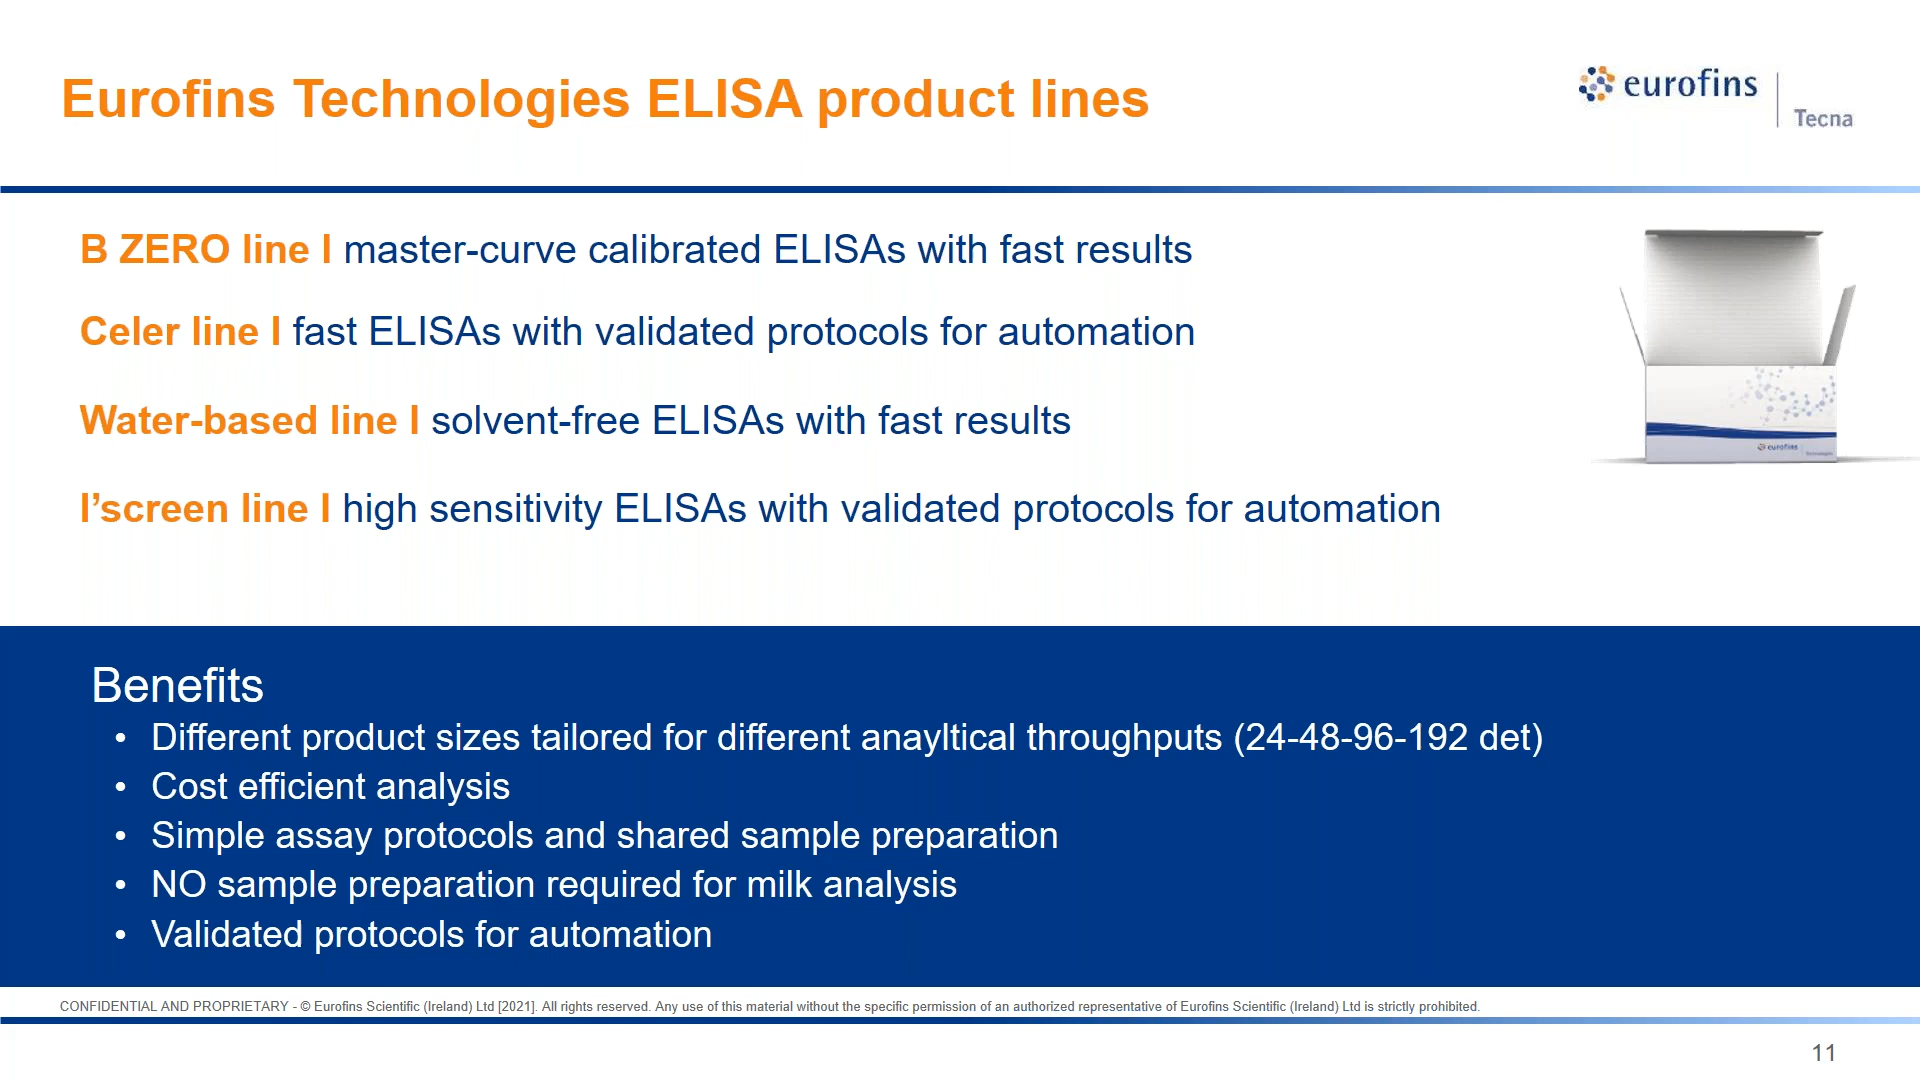 Eurofins Technologies ELISA product lines
eurofins
Tecna
B ZERO line I master-curve calibrated ELISAs with fast results
Celer line I fast ELISAs with validated protocols for automation
Water-based line I solvent-free ELISAs with fast results
I’screen line I high sensitivity ELISAs with validated protocols for automation
eurofins
Benefits
• Different product sizes tailored for different anayltical throughputs (24-48-96-192 det)
• Cost efficient analysis
• Simple assay protocols and shared sample preparation
• NO sample preparation required for milk analysis
• Validated protocols for automation
CONFIDENTIAL AND PROPRIETARY - © Eurofins Scientific (Ireland) Ltd [2021]. All rights reserved. Any use of this material without the specific permission of an authorized representative of Eurofins Scientific (Ireland) Ltd is strictly prohibited.
11